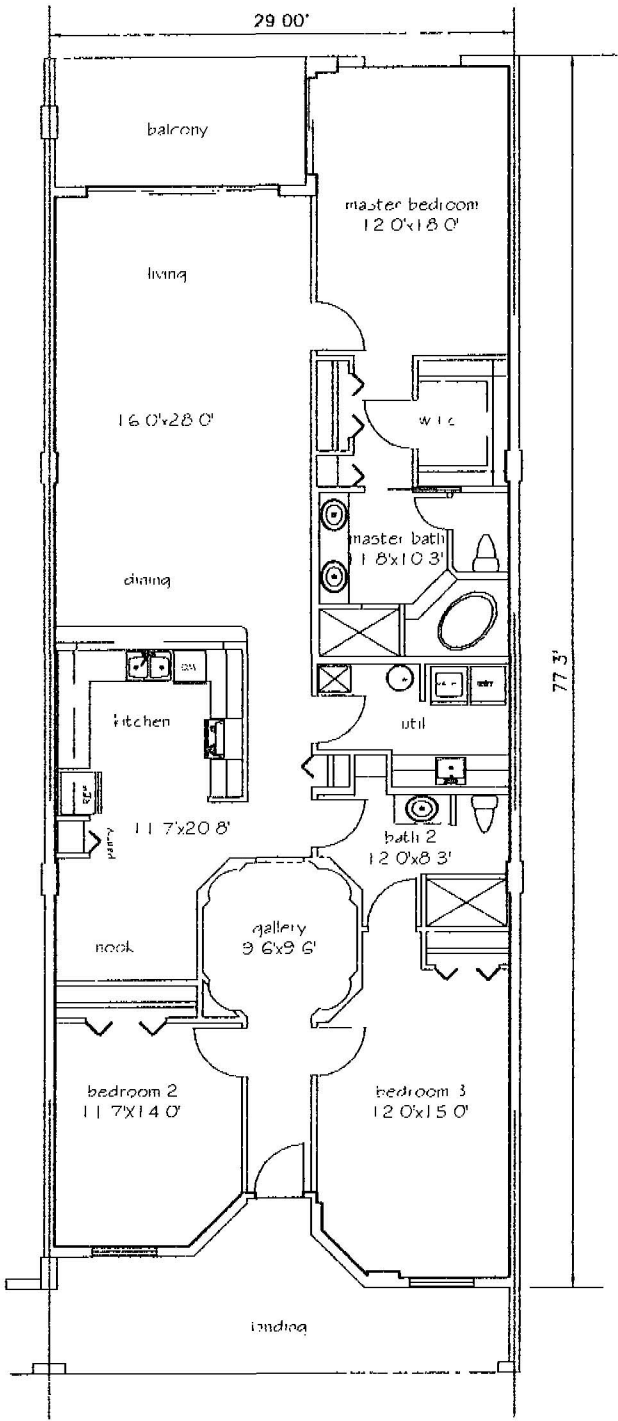 29 00'
balcony
master bedroom
12 0'x18 0'
living
16 0'x28 0'
W I C
master bath
11 8'x10 3'
dining
77 3'
kitchen
util
REF
pantry
11 7'x20 8'
bath 2
12 0'x8 3'
gallery
9 6'x9 6'
nook
bedroom 2
11 7'X14 0'
bedroom 3
12 0'x15 0'
landing